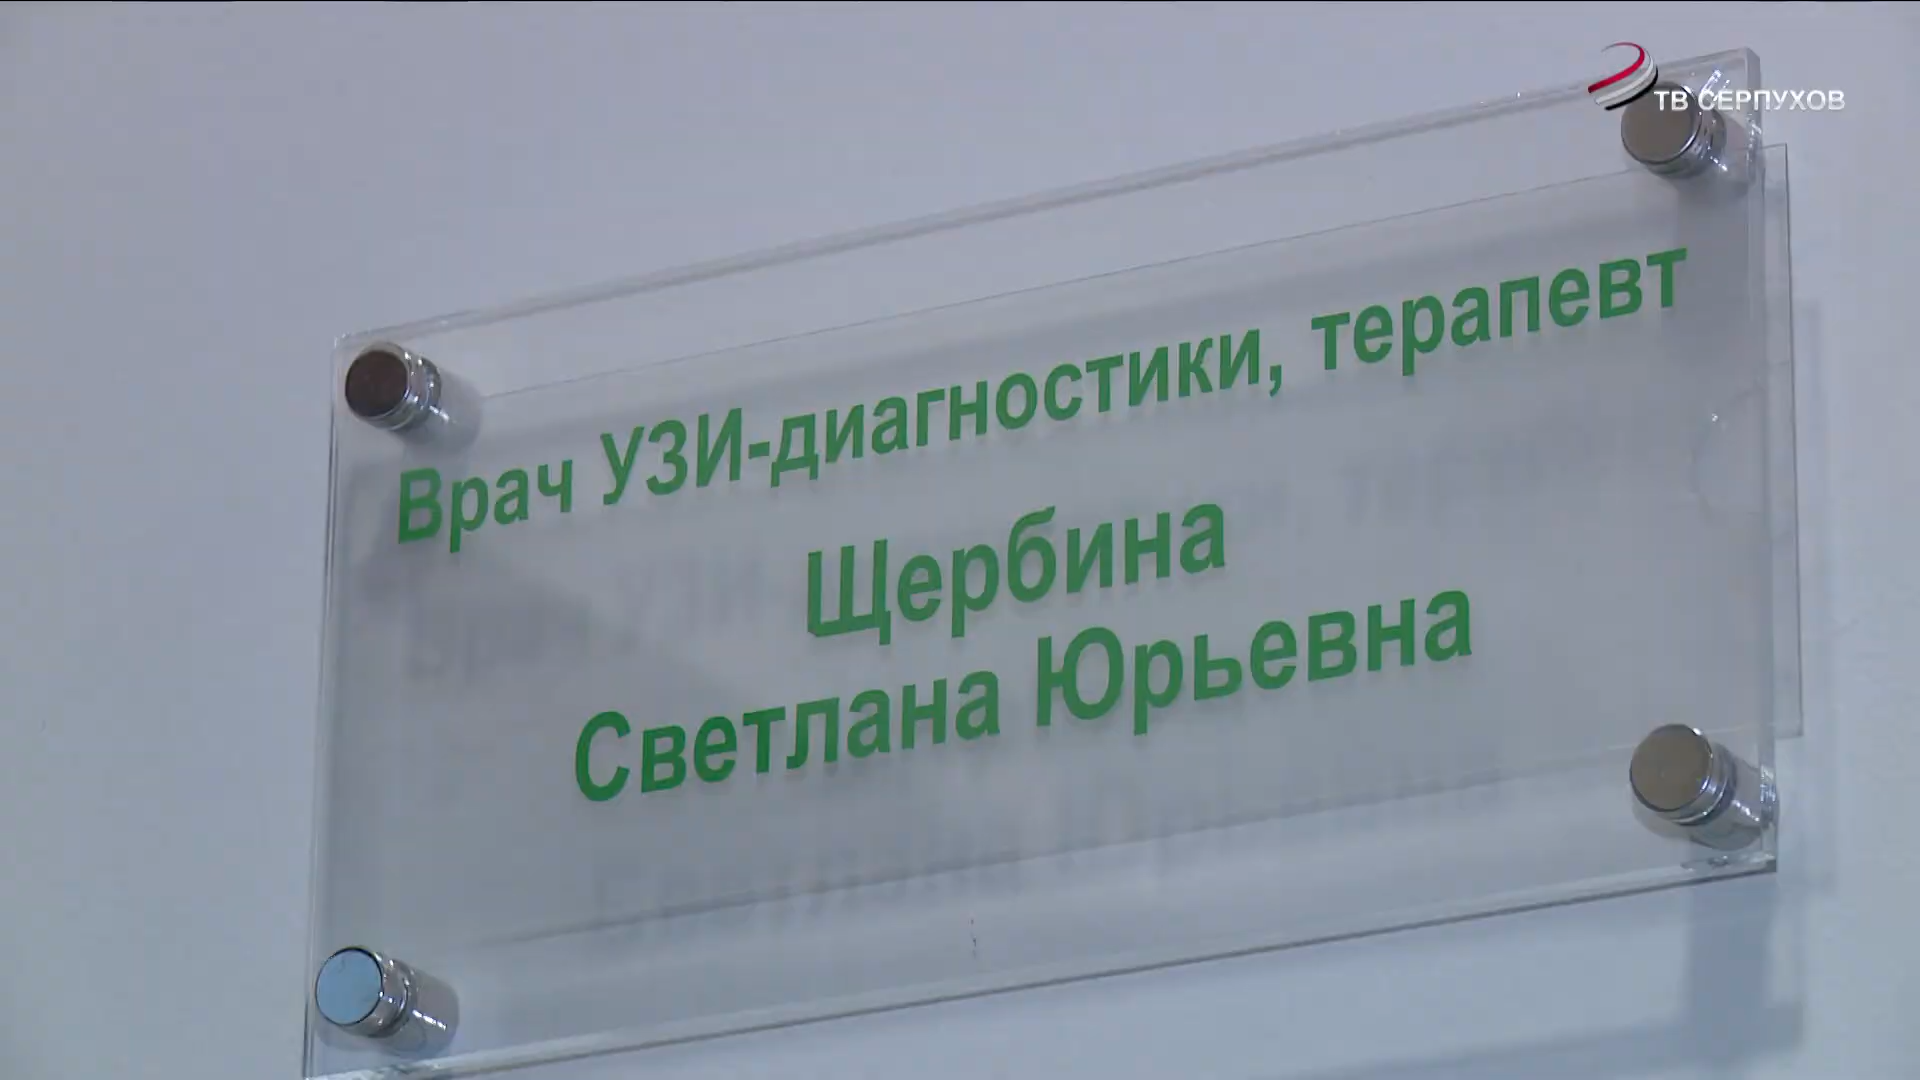 ТВ СЕРПУХОВ
Врач УЗИ-диагностики, терапевт
Щербина
Светлана Юрьевна